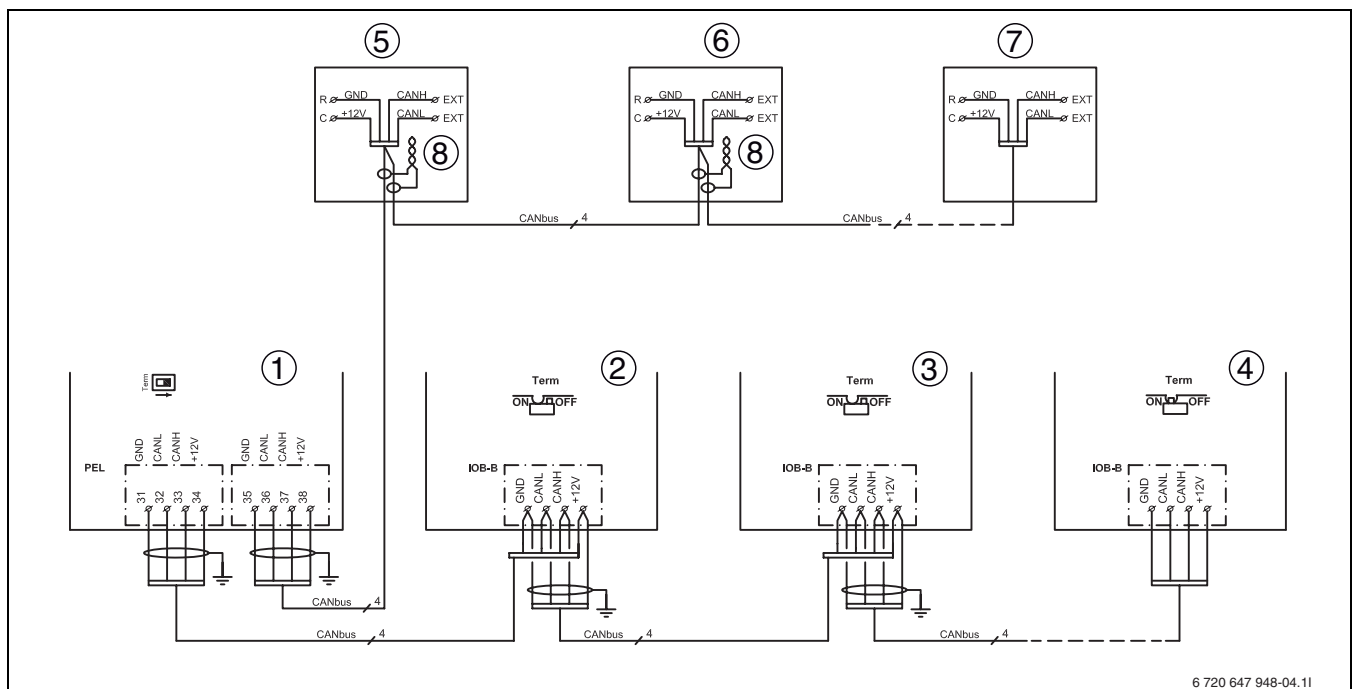 5 6 7
R GND CANH EXT R GND CANH EXT R GND CANH EXT
C +12V CANL EXT C +12V CANL EXT C +12V CANL EXT
8 8
CANbus 4 CANbus 4
1 2 3 4
Term Term Term Term
ON OFF ON OFF ON OFF
GND CANL CANH +12V GND CANL CANH +12V
PEL IOB-B IOB-B IOB-B
31 32 33 34 35 36 37 38 GND CANL CANH +12V GND CANL CANH +12V GND CANL CANH +12V
CANbus 4
CANbus 4 CANbus 4 CANbus 4
6 720 647 948-04.1I